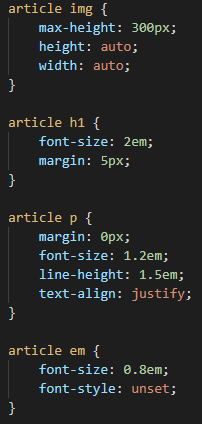 article img {
    max-height: 300px;
    height: auto;
    width: auto;
}

article h1 {
    font-size: 2em;
    margin: 5px;
}

article p {
    margin: 0px;
    font-size: 1.2em;
    line-height: 1.5em;
    text-align: justify;
}

article em {
    font-size: 0.8em;
    font-style: unset;
}